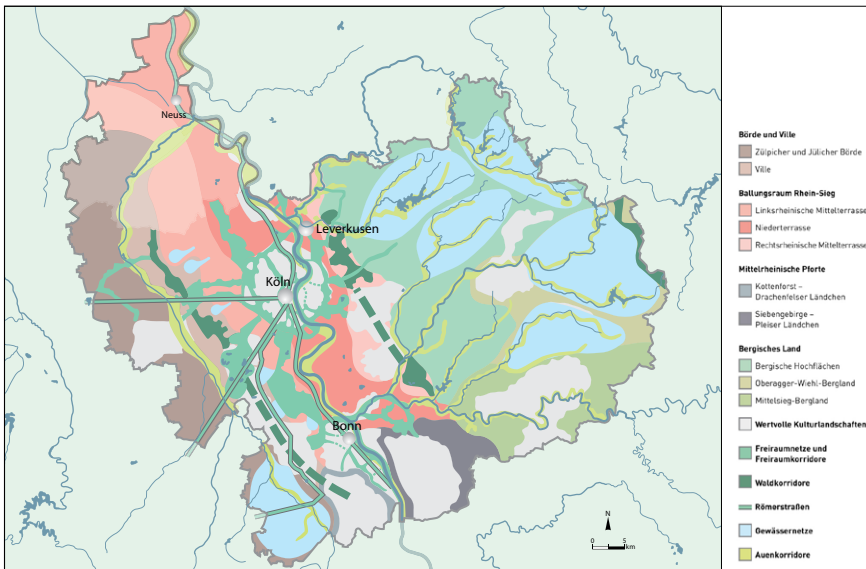 Neuss
Leverkusen
Köln
Bonn
N
0
5
km
Börde und Ville
Zülpicher und Jülicher Börde
Ville
Ballungsraum Rhein-Sieg
Linksrheinische Mittelterrasse
Niederterrasse
Rechtsrheinische Mittelterrasse
Mittelrheinische Pforte
Kottenforst –
Drachenfelser Ländchen
Siebengebirge –
Pleiser Ländchen
Bergisches Land
Bergische Hochflächen
Oberagger-Wiehl-Bergland
Mittelsieg-Bergland
Wertvolle Kulturlandschaften
Freiraumnetze und
Freiraumkorridore
Waldkorridore
Römerstraßen
Gewässernetze
Auenkorridore